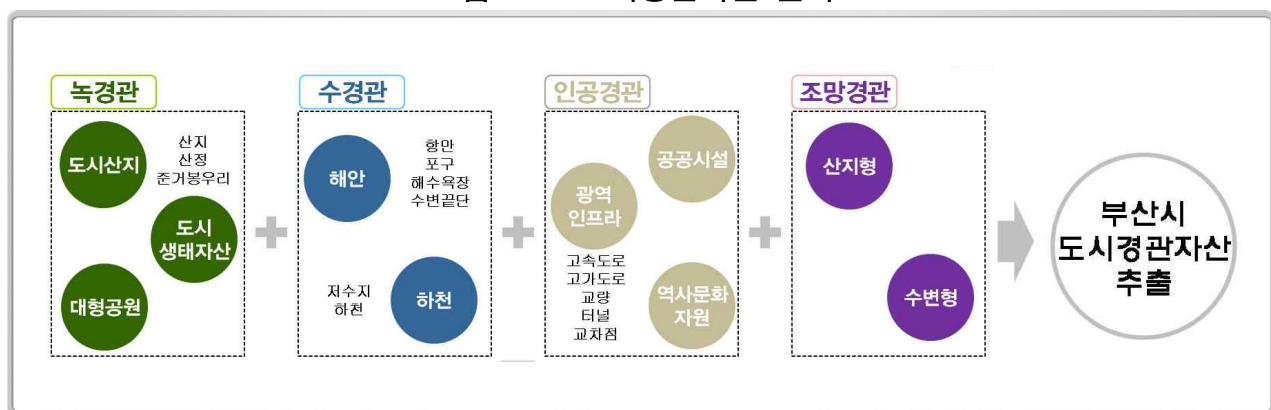 녹경관
도시산지
산지
산정
준거봉우리
도시
생태자산
대형공원
수경관
해안
항만
포구
해수욕장
수변끝단
저수지
하천
하천
인공경관
공공시설
광역
인프라
고속도로
고가도로
교량
터널
교차점
역사문화
자원
조망경관
산지형
수변형
부산시
도시경관자산
추출